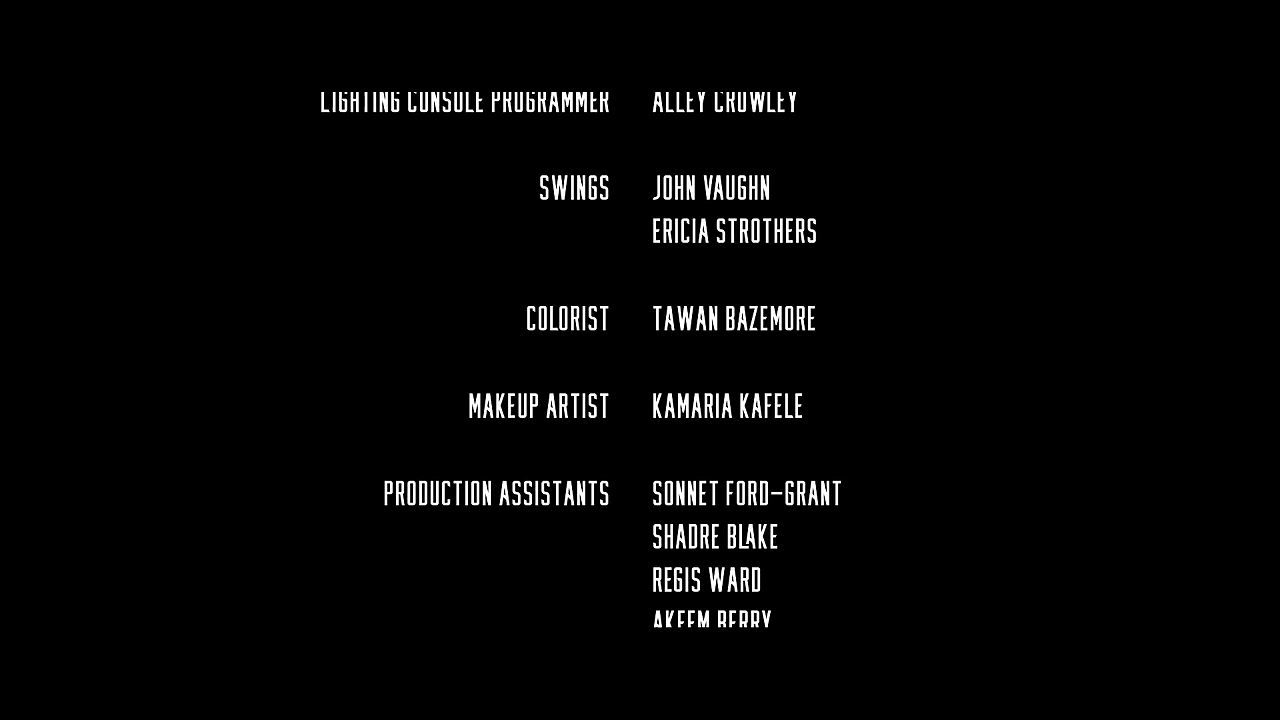 LIGHTING CONSOLE PROGRAMMER ALLEY CROWLEY
SWINGS JOHN VAUGHN
ERICIA STROTHERS
COLORIST TAWAN BAZEMORE
MAKEUP ARTIST KAMARIA KAFELE
PRODUCTION ASSISTANTS SONNET FORD-GRANT
SHADRE BLAKE
REGIS WARD
AKEEM BERRY